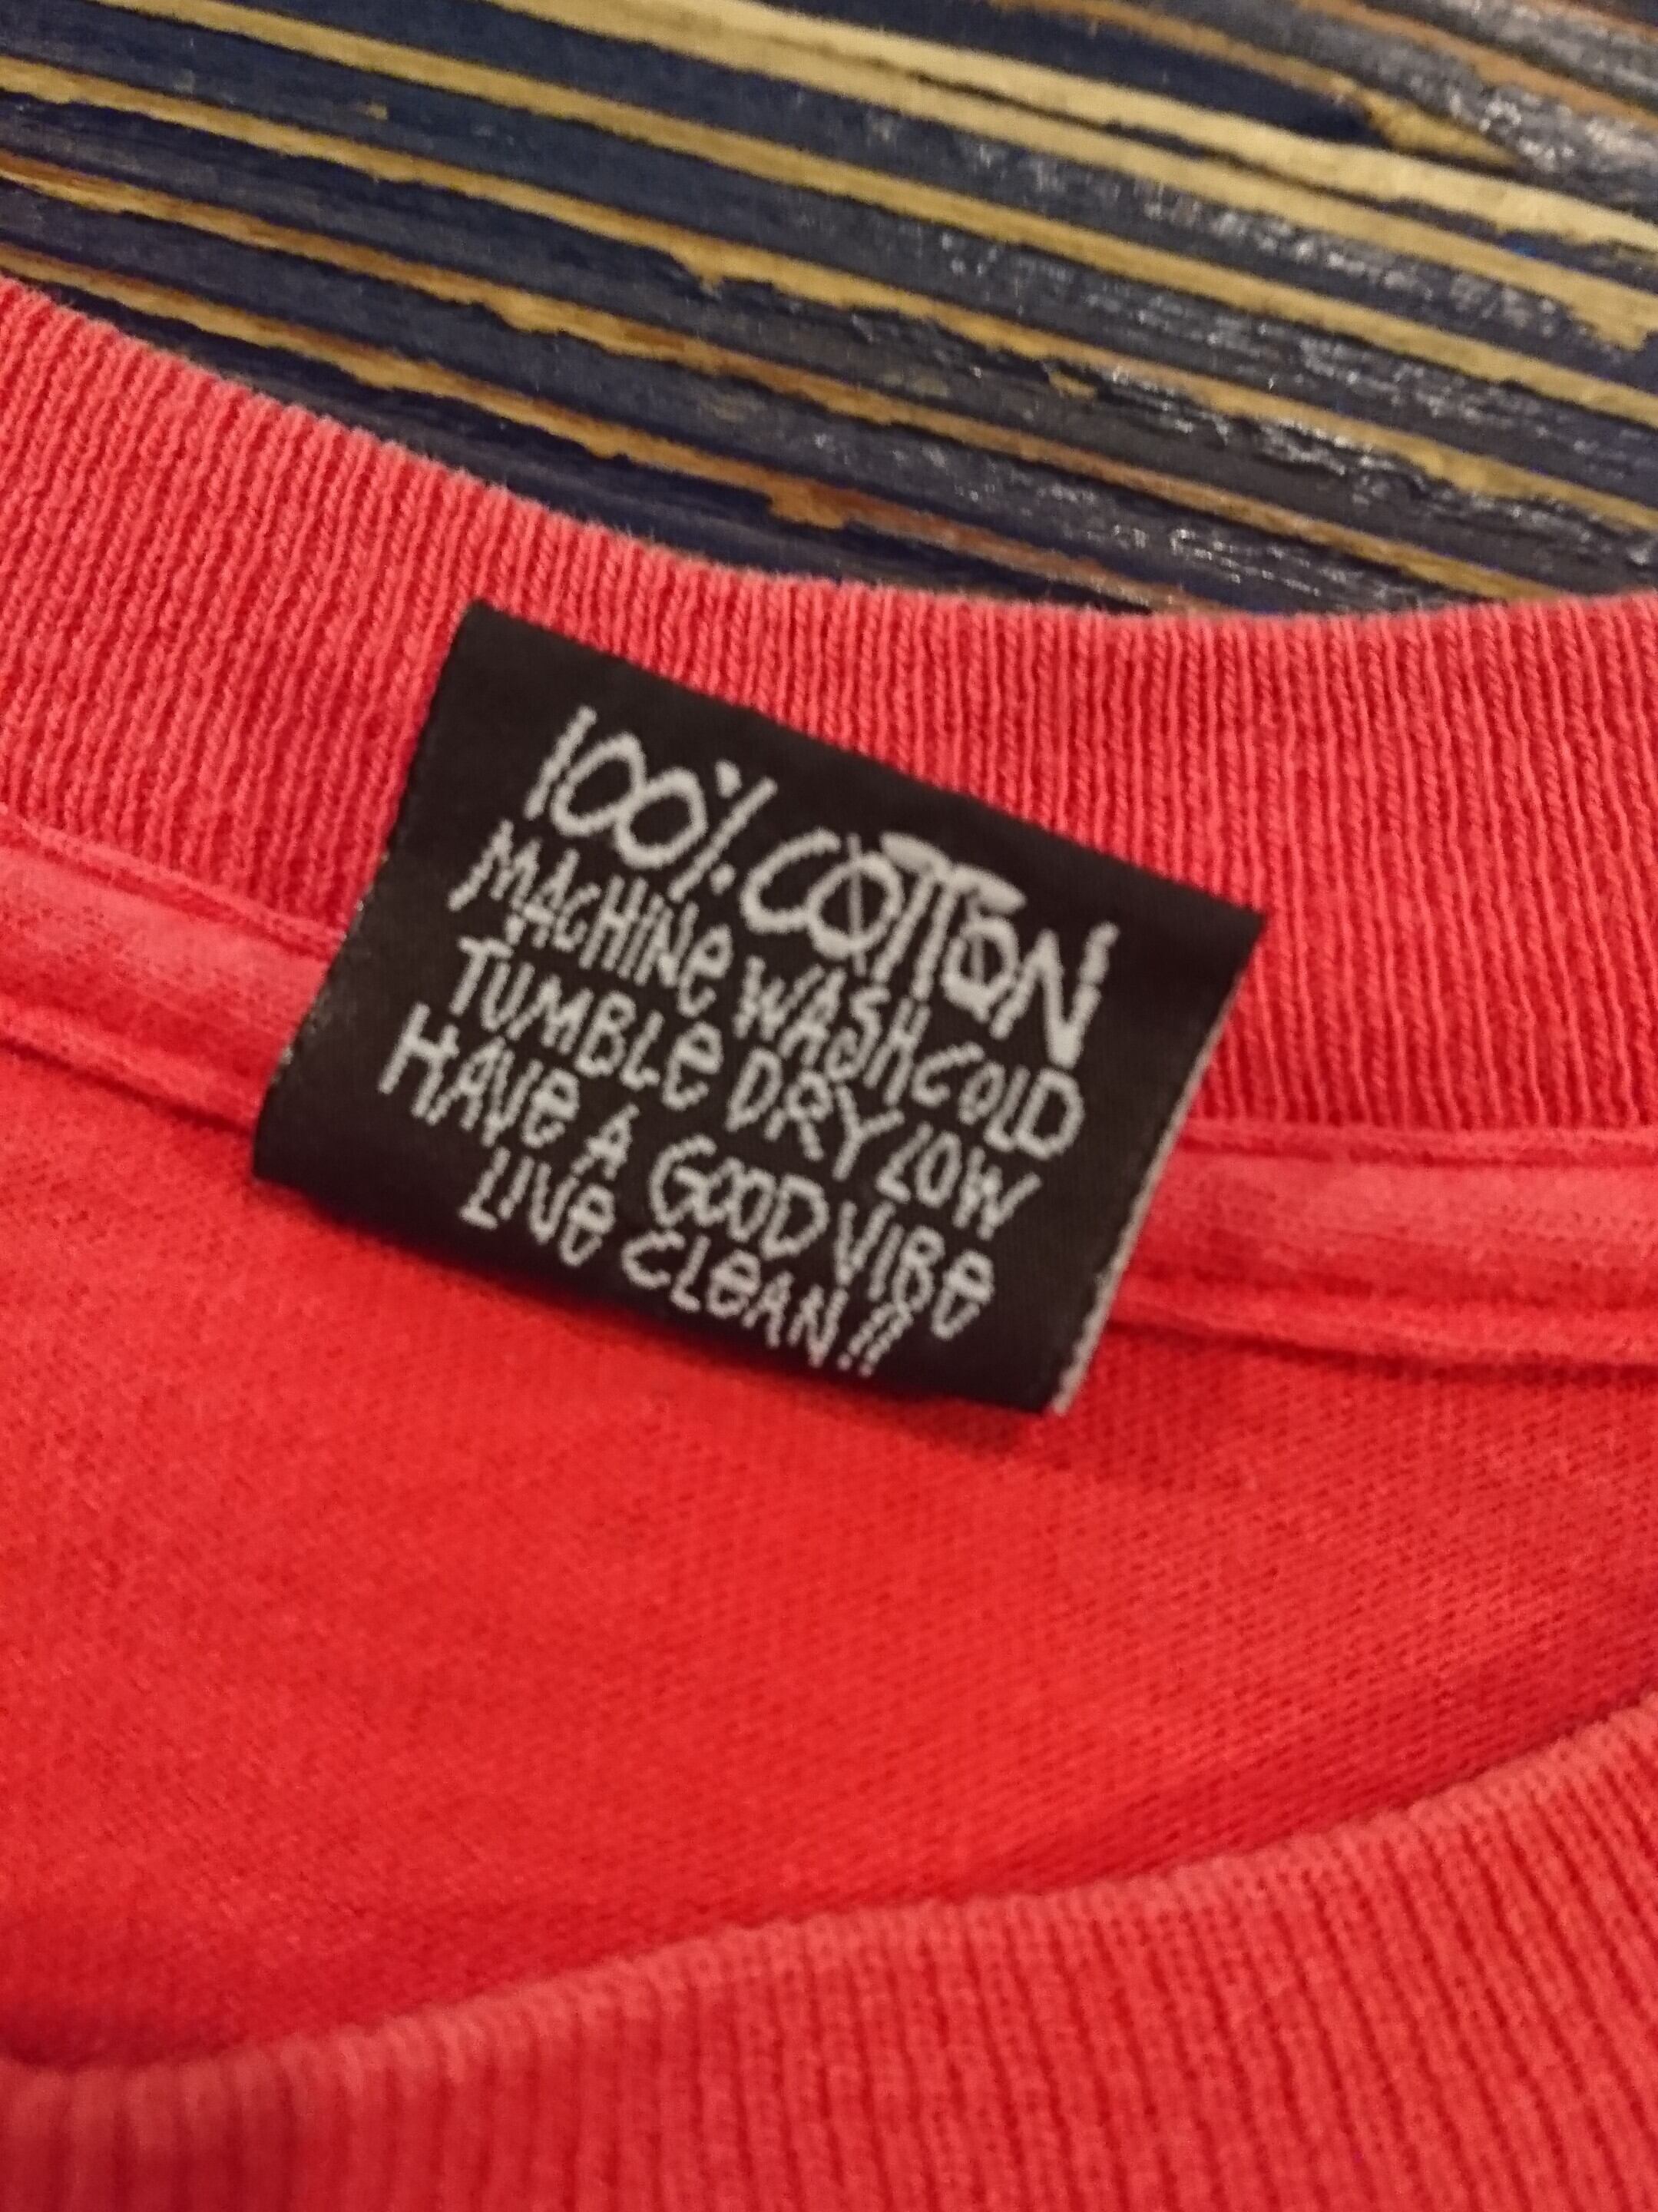 100% COTTON
MACHINE WASH COLD
TUMBLE DRY LOW
HAVE A GOOD VIBE
LIVE CLEAN!!